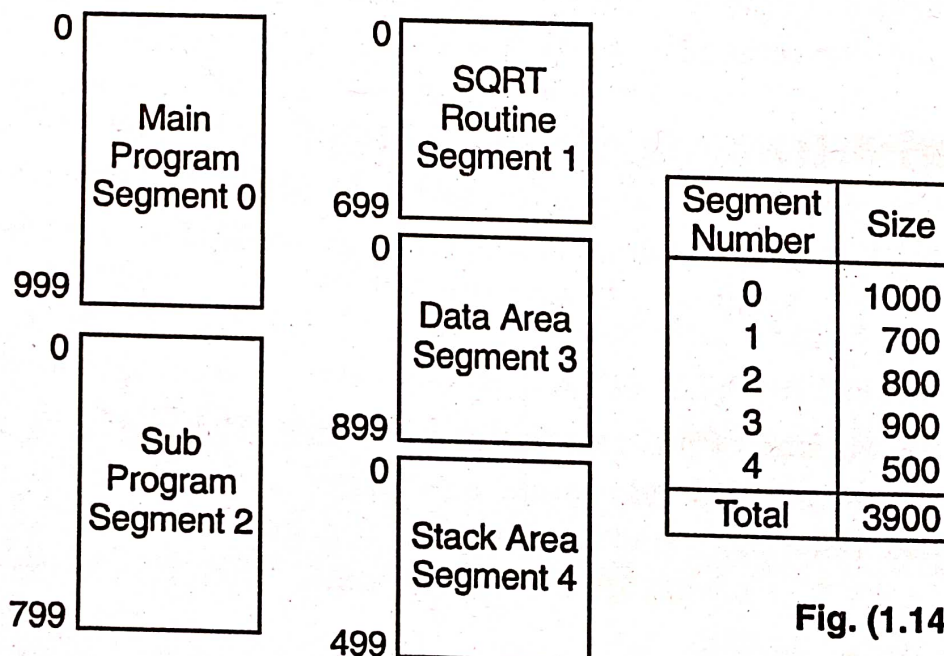 0
Main
Program
Segment 0
999
0
Sub
Program
Segment 2
799
0
SQRT
Routine
Segment 1
699
0
Data Area
Segment 3
899
0
Stack Area
Segment 4
499
Segment Number Size
0 1000
1 700
2 800
3 900
4 500
Total 3900
Fig. (1.14